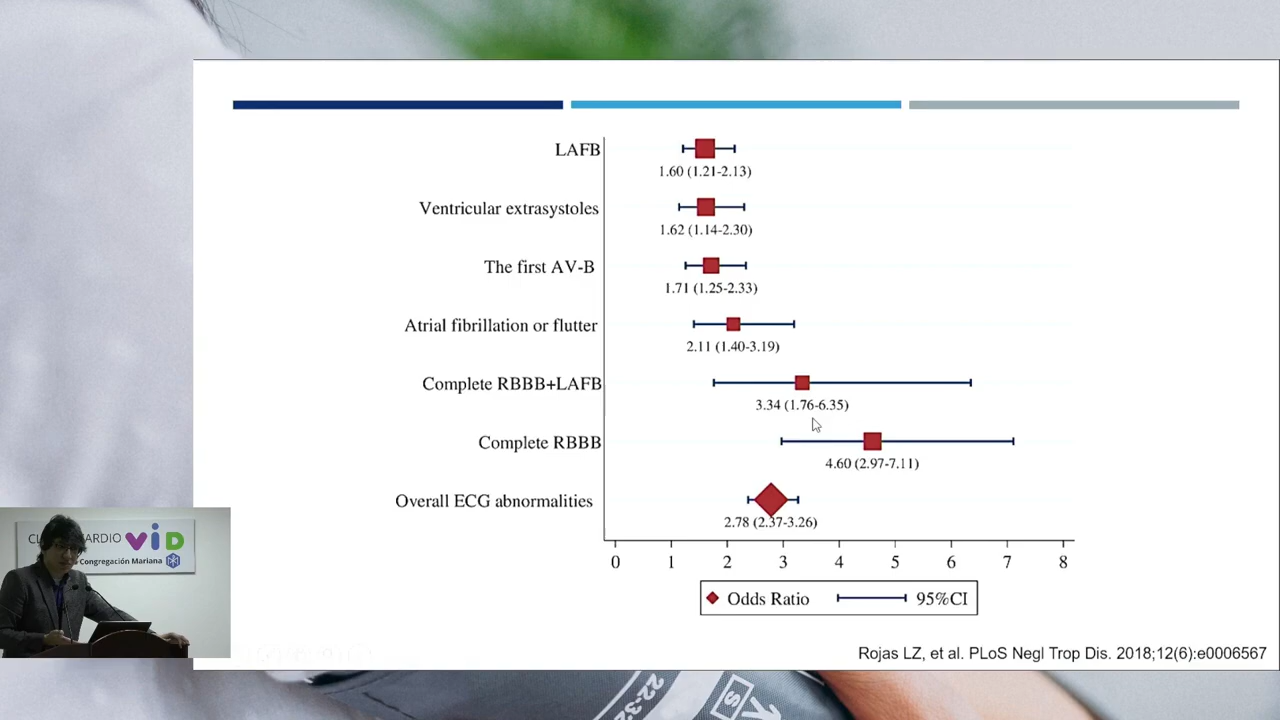 LAFB
1.60 (1.21-2.13)
Ventricular extrasystoles
1.62 (1.14-2.30)
The first AV-B
1.71 (1.25-2.33)
Atrial fibrillation or flutter
2.11 (1.40-3.19)
Complete RBBB+LAFB
3.34 (1.76-6.35)
Complete RBBB
4.60 (2.97-7.11)
Overall ECG abnormalities
2.78 (2.37-3.26)
0 1 2 3 4 5 6 7 8
Odds Ratio 95%CI
Rojas LZ, et al. PLoS Negl Trop Dis. 2018;12(6):e0006567
ARDIO VID
Congregación Mariana
S